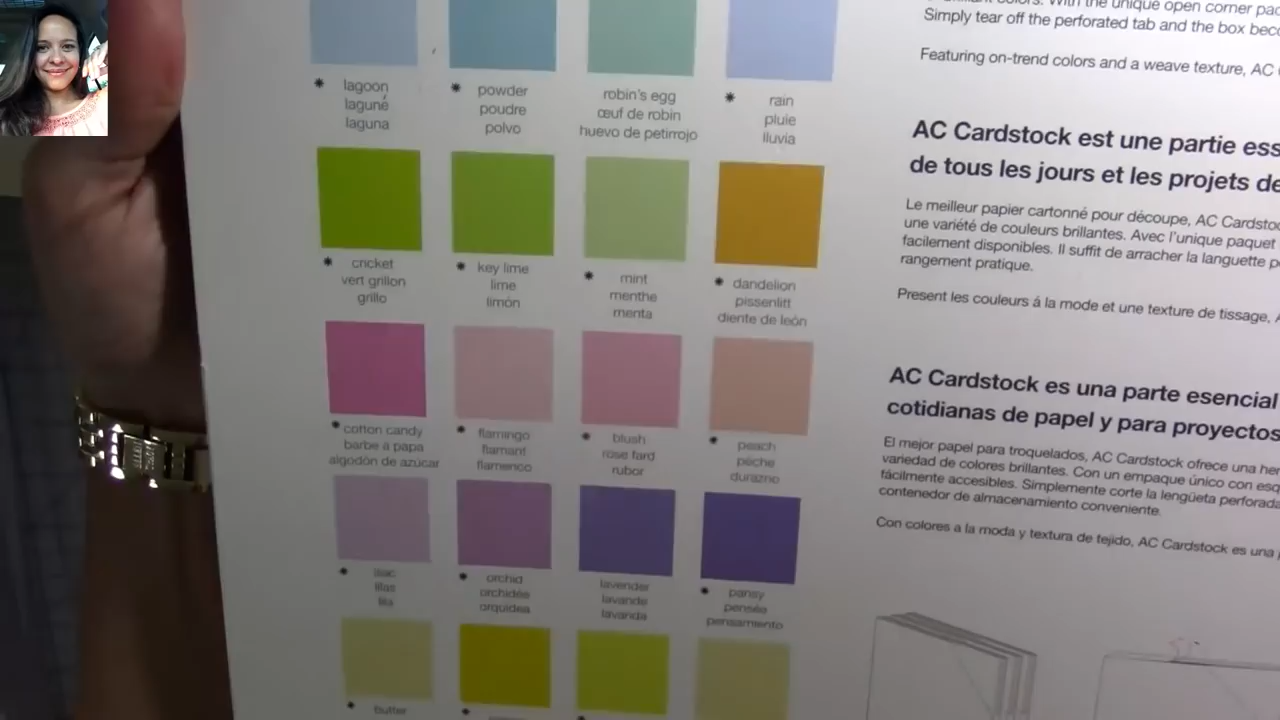 lagoon
lagune
laguna
powder
poudre
polvo
robin's egg
œuf de robin
huevo de petirrojo
rain
pluie
lluvia
cricket
vert grillon
grillo
key lime
lime
limón
mint
menthe
menta
dandelion
pissenlitt
diente de león
cotton candy
barbe à papa
algodón de azúcar
flamingo
flamant
flamenco
blush
rose fard
rubor
peach
pêche
durazno
lilac
lilas
lila
orchid
orchidée
orquídea
lavender
lavande
lavanda
pansy
pensée
pensamiento
butter
colors. With the unique open corner
Simply tear off the perforated tab and the box
Featuring on-trend colors and a weave texture, AC
AC Cardstock est une partie
de tous les jours et les projets
Le meilleur papier cartonné pour découpe, AC
une variété de couleurs brillantes. Avec l'unique paquet
facilement disponibles. Il suffit de arracher la languette
rangement pratique.
Present les couleurs à la mode et une texture de tissage,
AC Cardstock es una parte esencial
cotidianas de papel y para proyectos
El mejor papel para troquelados, AC Cardstock ofrece una
variedad de colores brillantes. Con un empaque único con
fácilmente accesibles. Simplemente corte la lengüeta
contenedor de almacenamiento conveniente.
Con colores a la moda y textura de tejido, AC Cardstock es una